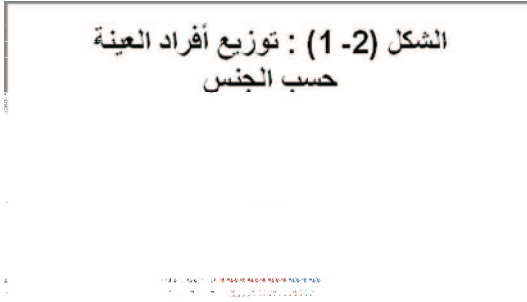 الشكل (2- 1) : توزيع أفراد العينة
حسب الجنس